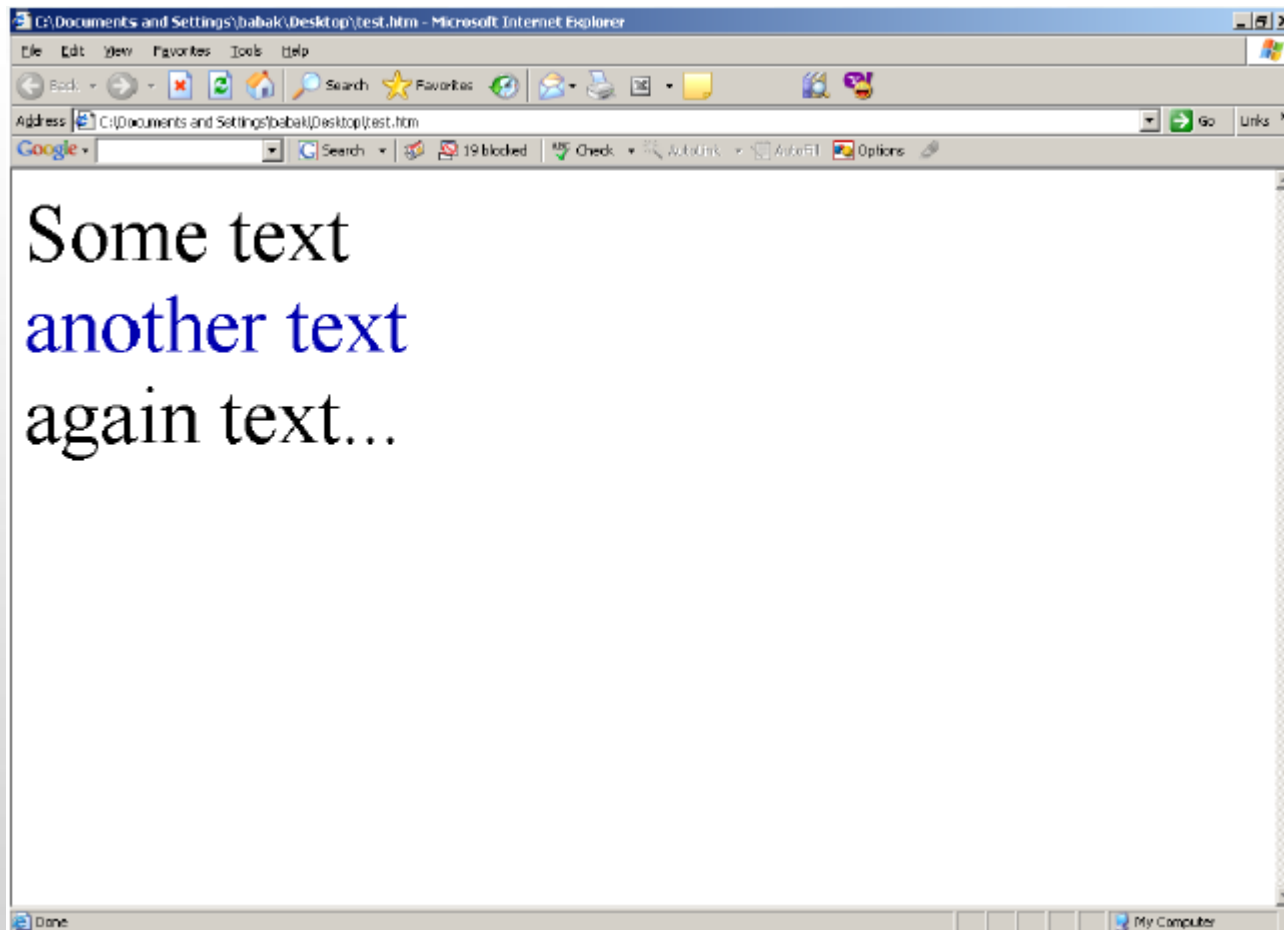 C:\Documents and Settings\babak\Desktop\test.htm - Microsoft Internet Explorer
File Edit View Favorites Tools Help
Back Search Favorites
Address C:\Documents and Settings\babak\Desktop\test.htm Go Links
Google Search 19 blocked Check AutoLink AutoFill Options
Some text
another text
again text...
Done My Computer